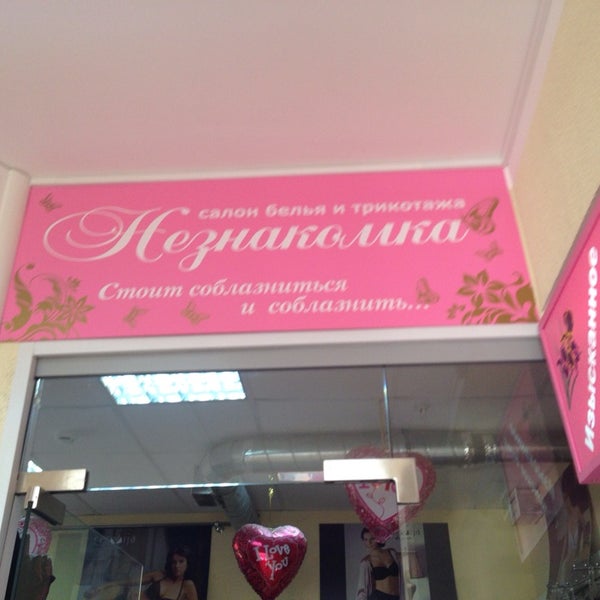 салон белья и трикотажа
Незнакомка
Стоит соблазниться
и соблазнить...
Изысканное
I Love
You